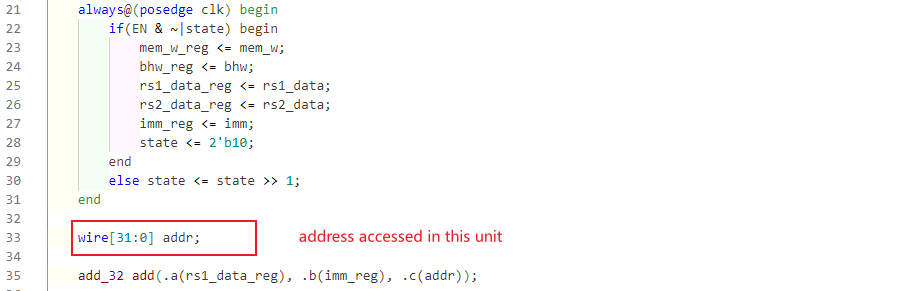 21 always@(posedge clk) begin
22 if(EN & ~|state) begin
23 mem_w_reg <= mem_w;
24 bhw_reg <= bhw;
25 rs1_data_reg <= rs1_data;
26 rs2_data_reg <= rs2_data;
27 imm_reg <= imm;
28 state <= 2'b10;
29 end
30 else state <= state >> 1;
31 end
32
33 wire[31:0] addr; address accessed in this unit
34
35 add_32 add(.a(rs1_data_reg), .b(imm_reg), .c(addr));